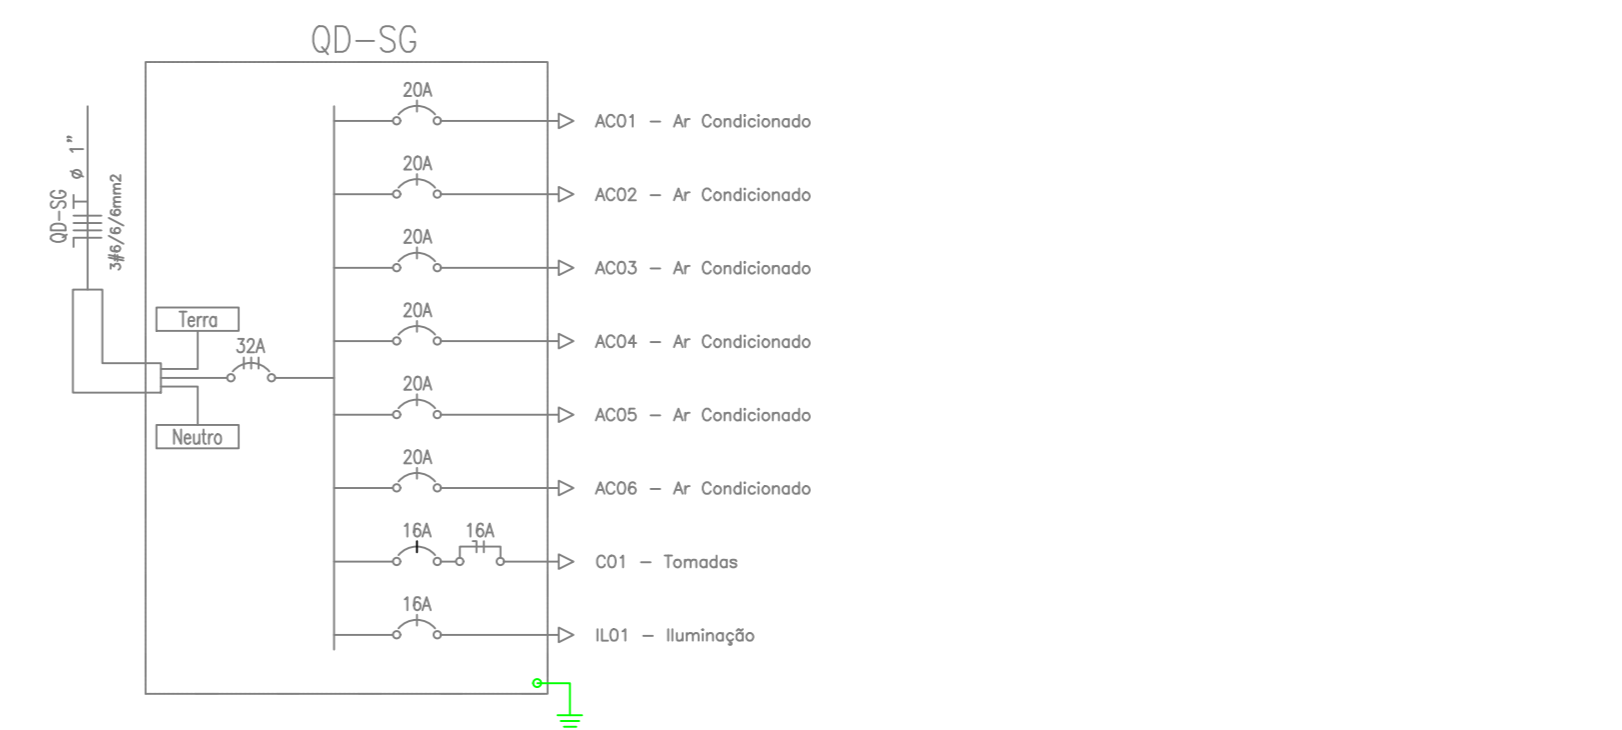 QD-SG
20A
AC01 - Ar Condicionado
20A
AC02 - Ar Condicionado
20A
AC03 - Ar Condicionado
20A
AC04 - Ar Condicionado
20A
AC05 - Ar Condicionado
20A
AC06 - Ar Condicionado
16A 16A
C01 - Tomadas
16A
IL01 - Iluminação
QD-SG
ø 1"
3#6/6/6mm2
Terra
32A
Neutro